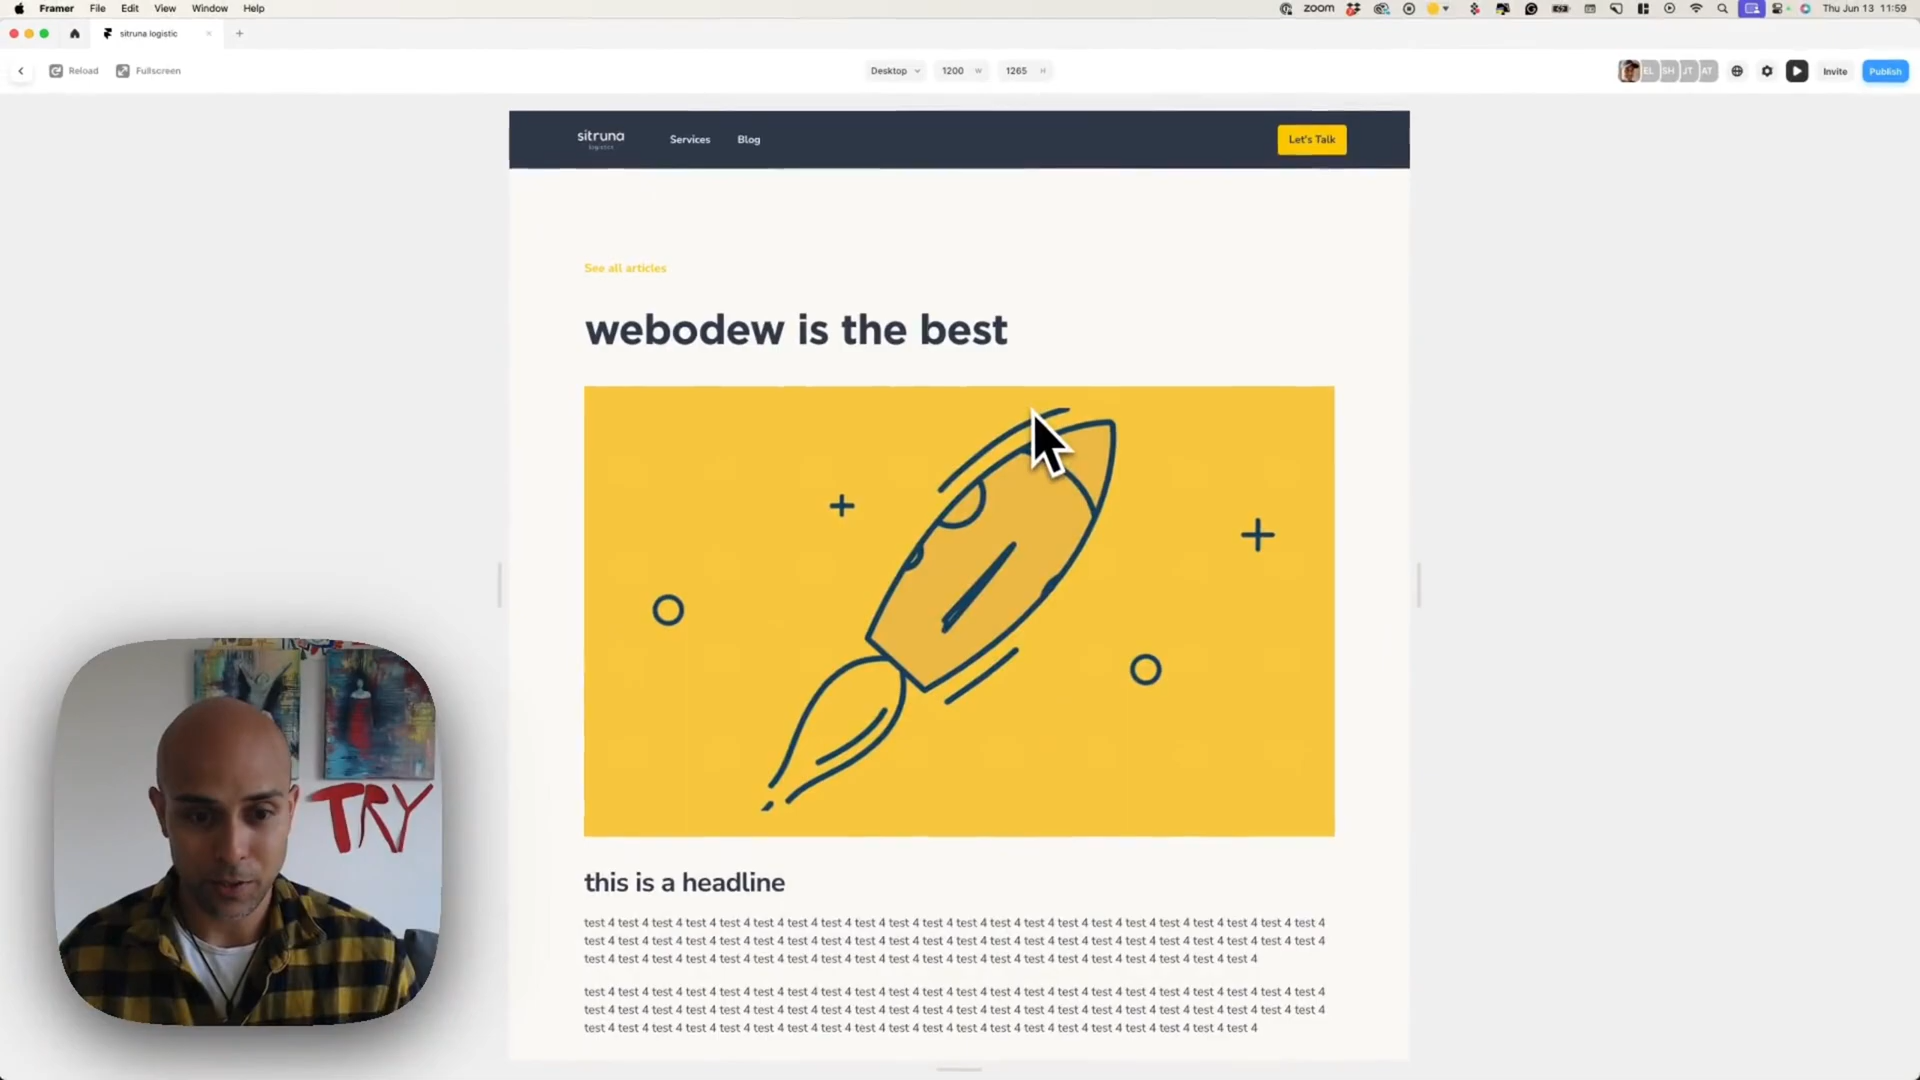 Framer File Edit View Window Help
zoom
Thu Jun 13 11:59
sitruna logistic
Reload Fullscreen
Desktop 1200 W 1265 H
EL SH JT AT
Invite Publish
sitruna
logistics
Services Blog
Let's Talk
See all articles
webodew is the best
this is a headline
test 4 test 4 test 4 test 4 test 4 test 4 test 4 test 4 test 4 test 4 test 4 test 4 test 4 test 4 test 4 test 4 test 4 test 4 test 4 test 4 test 4 test 4
test 4 test 4 test 4 test 4 test 4 test 4 test 4 test 4 test 4 test 4 test 4 test 4 test 4 test 4 test 4 test 4 test 4 test 4 test 4 test 4 test 4 test 4
test 4 test 4 test 4 test 4 test 4 test 4 test 4 test 4 test 4 test 4 test 4 test 4 test 4 test 4 test 4 test 4 test 4 test 4 test 4 test 4
test 4 test 4 test 4 test 4 test 4 test 4 test 4 test 4 test 4 test 4 test 4 test 4 test 4 test 4 test 4 test 4 test 4 test 4 test 4 test 4 test 4 test 4
test 4 test 4 test 4 test 4 test 4 test 4 test 4 test 4 test 4 test 4 test 4 test 4 test 4 test 4 test 4 test 4 test 4 test 4 test 4 test 4 test 4 test 4
test 4 test 4 test 4 test 4 test 4 test 4 test 4 test 4 test 4 test 4 test 4 test 4 test 4 test 4 test 4 test 4 test 4 test 4 test 4 test 4
TRY